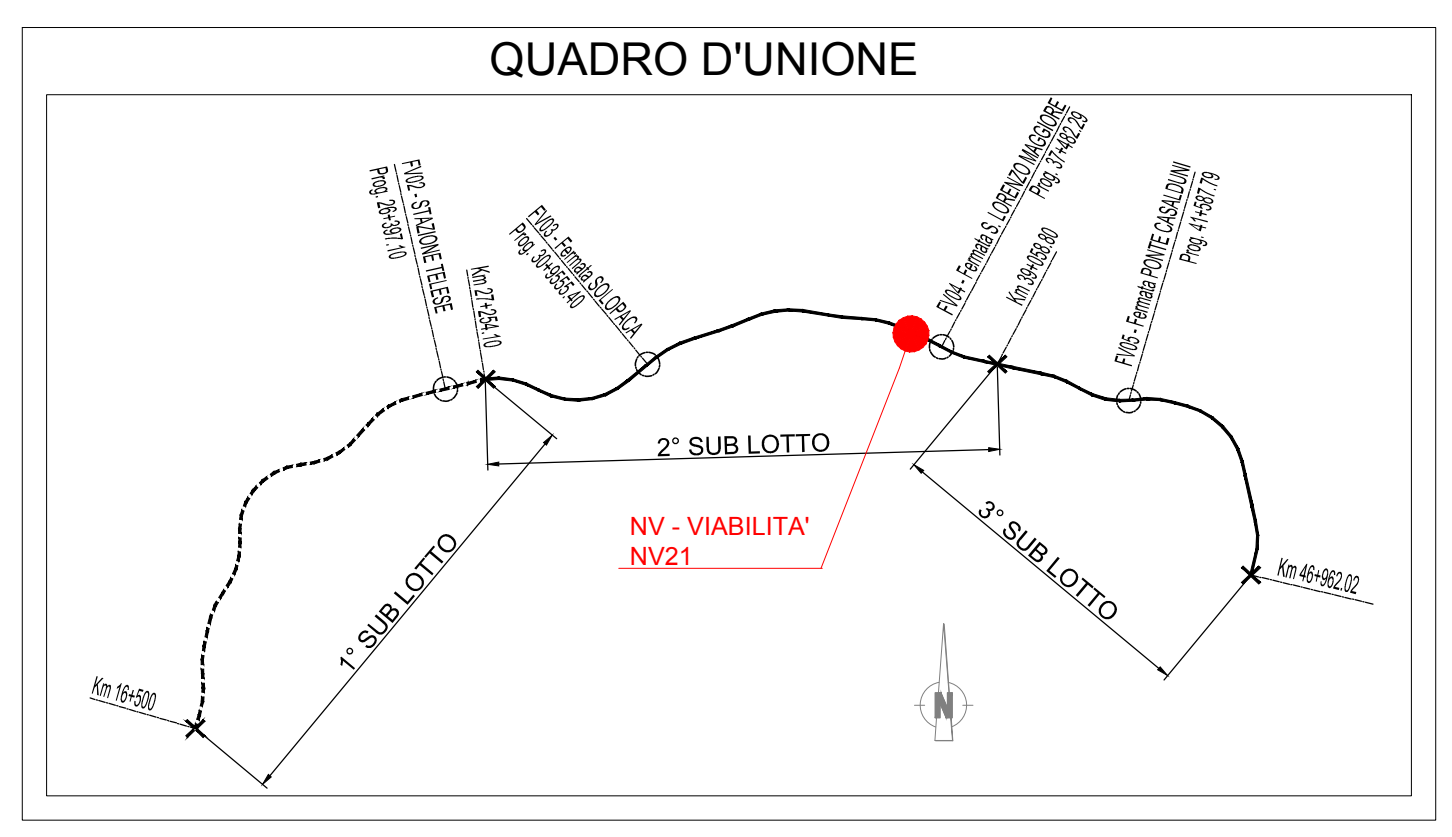 QUADRO D'UNIONE
FV02 - STAZIONE TELESE
Prog. 26+397.10
Km 27+254.10
FV03 - Fermata SOLOPACA
Prog. 30+9555.40
FV04 - Fermata S. LORENZO MAGGIORE
Prog. 37+482.29
Km 39+058.80
FV05 - Fermata PONTE CASALDUNI
Prog. 41+587.79
2° SUB LOTTO
NV - VIABILITA'
NV21
3° SUB LOTTO
1° SUB LOTTO
Km 46+962.02
Km 16+500
N